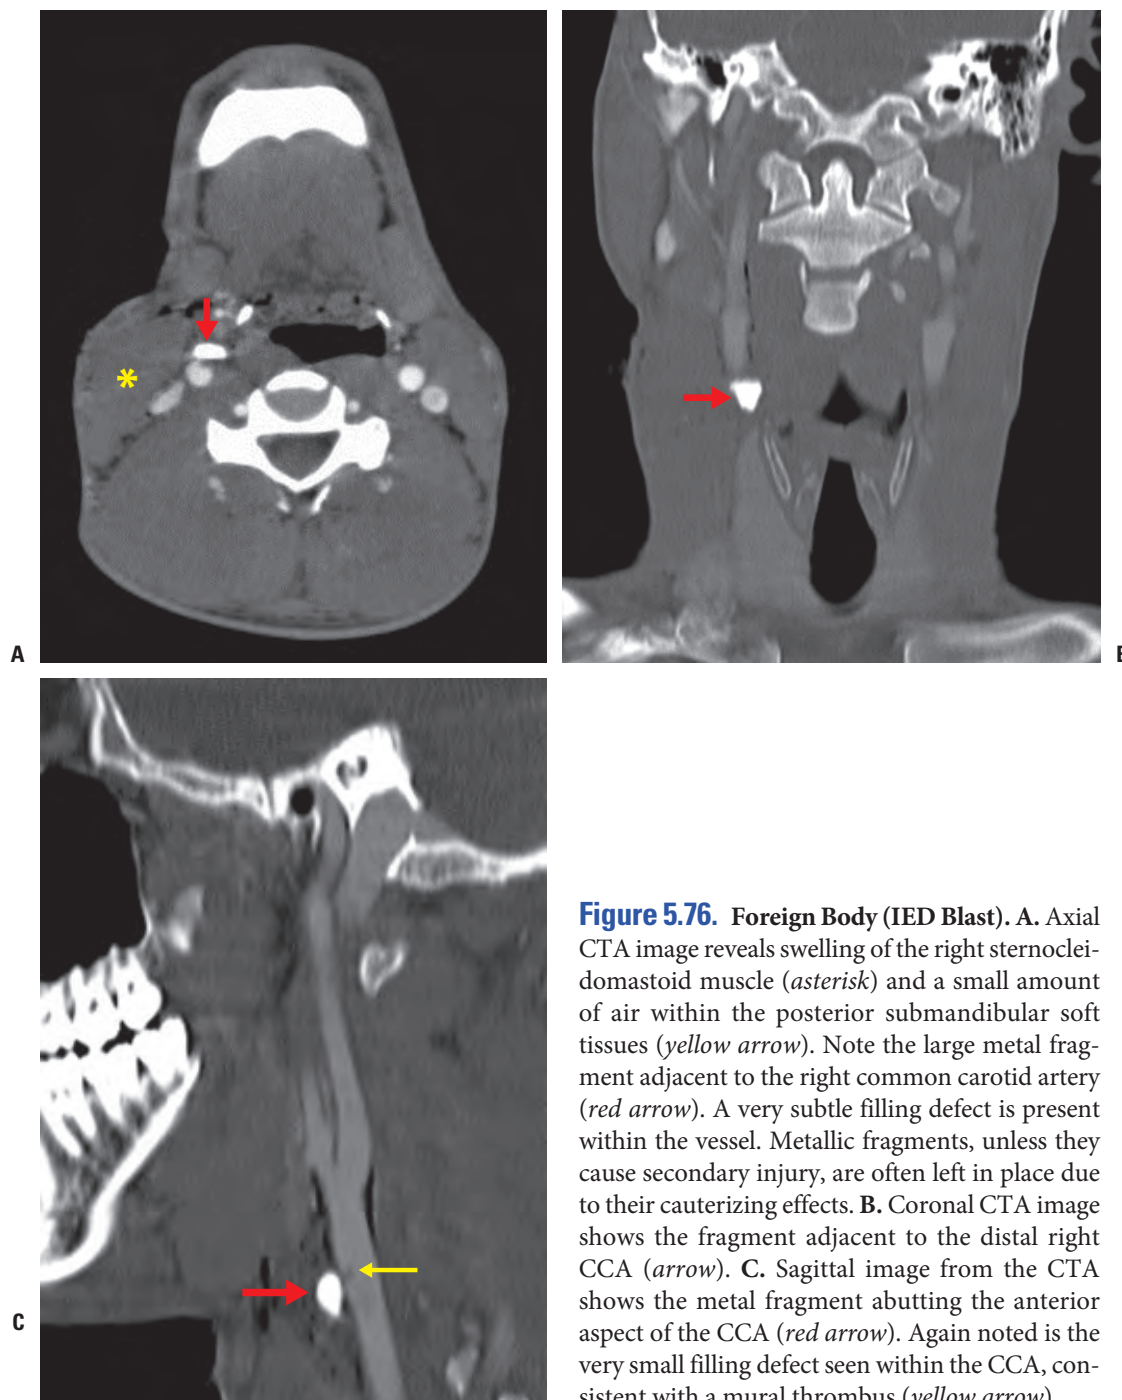 A
B
C
Figure 5.76. Foreign Body (IED Blast). A. Axial
CTA image reveals swelling of the right sternoclei-
domastoid muscle (asterisk) and a small amount
of air within the posterior submandibular soft
tissues (yellow arrow). Note the large metal frag-
ment adjacent to the right common carotid artery
(red arrow). A very subtle filling defect is present
within the vessel. Metallic fragments, unless they
cause secondary injury, are often left in place due
to their cauterizing effects. B. Coronal CTA image
shows the fragment adjacent to the distal right
CCA (arrow). C. Sagittal image from the CTA
shows the metal fragment abutting the anterior
aspect of the CCA (red arrow). Again noted is the
very small filling defect seen within the CCA, con-
sistent with a mural thrombus (yellow arrow)